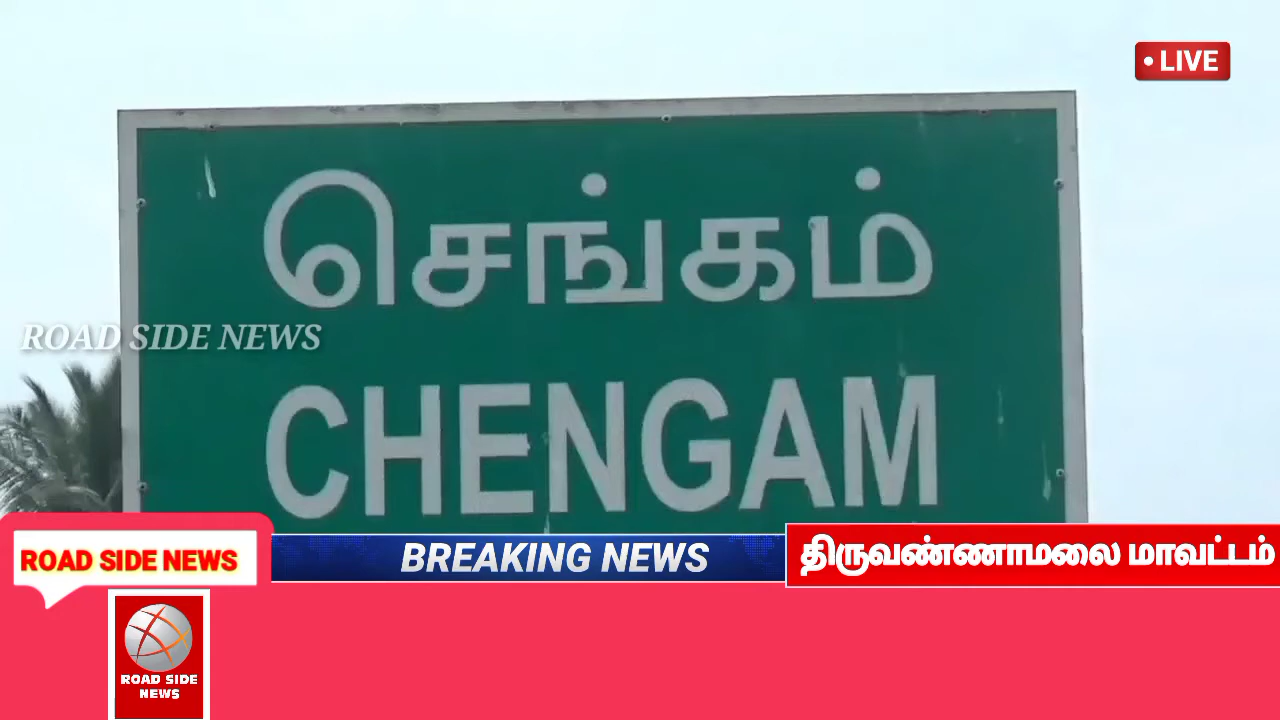 • LIVE
செங்கம்
ROAD SIDE NEWS
CHENGAM
ROAD SIDE NEWS
BREAKING NEWS
திருவண்ணாமலை மாவட்டம்
ROAD SIDE
NEWS